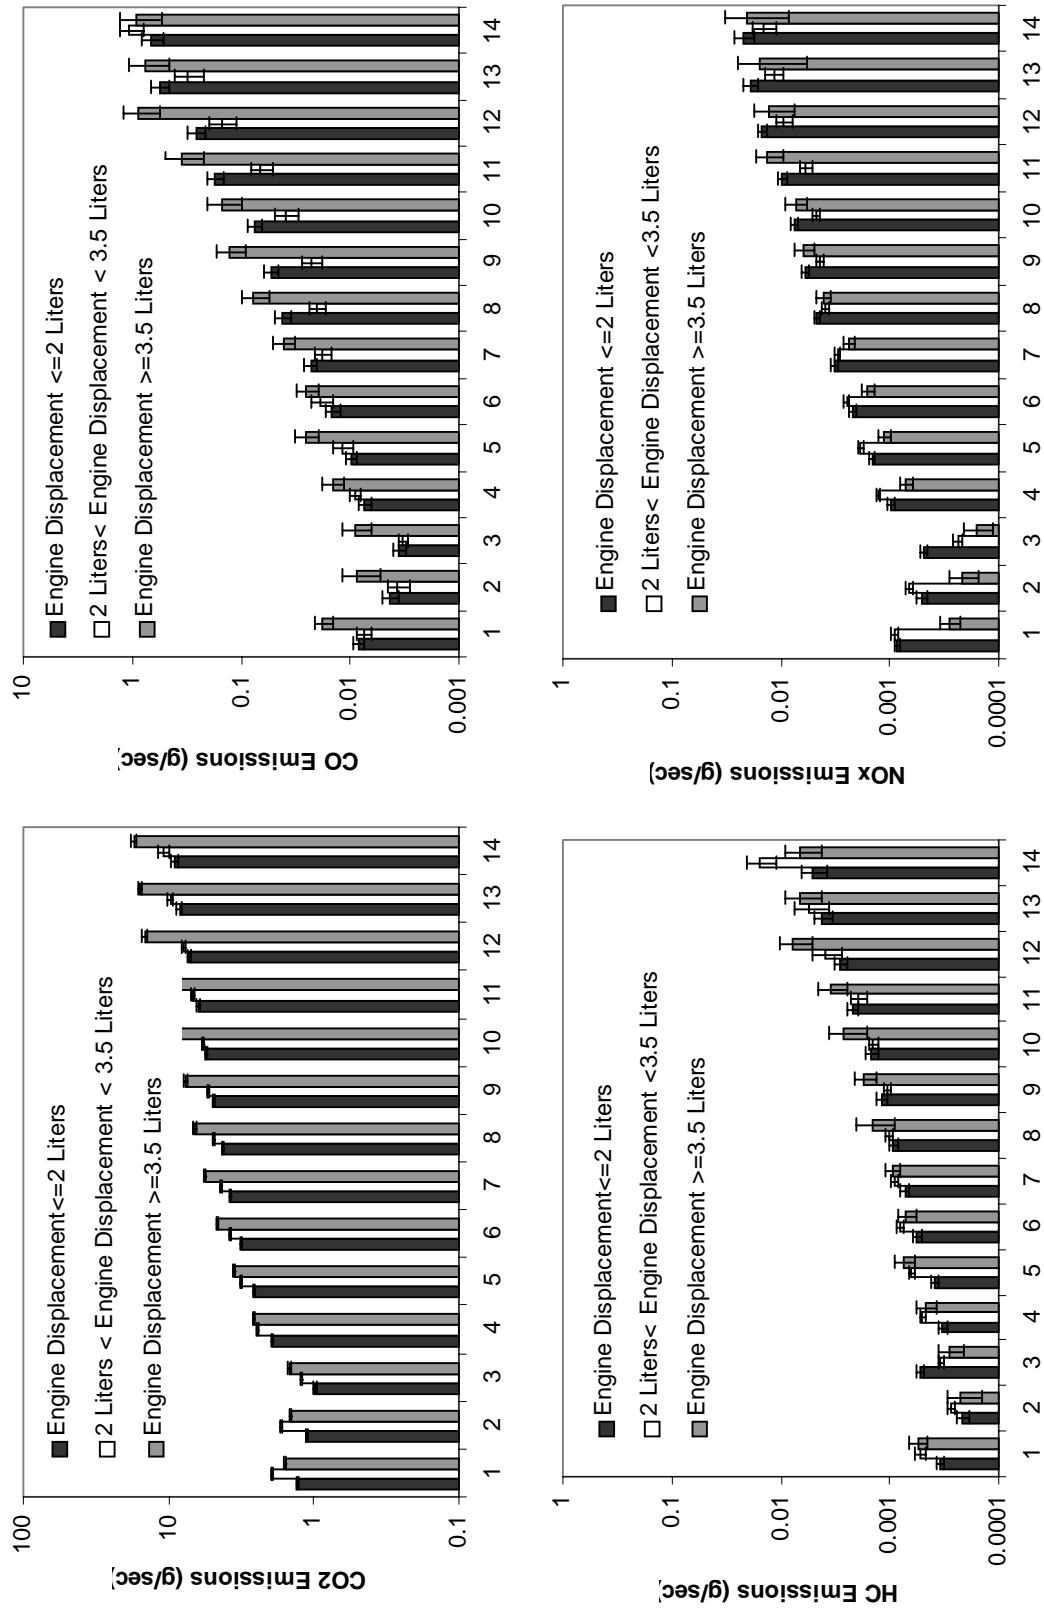 CO2 Emissions (g/sec)
100
10
1
0.1
Engine Displacement<=2 Liters
2 Liters < Engine Displacement < 3.5 Liters
Engine Displacement >=3.5 Liters
1 2 3 4 5 6 7 8 9 10 11 12 13 14
CO Emissions (g/sec)
10
1
0.1
0.01
0.001
Engine Displacement <=2 Liters
2 Liters< Engine Displacement < 3.5 Liters
Engine Displacement >=3.5 Liters
1 2 3 4 5 6 7 8 9 10 11 12 13 14
HC Emissions (g/sec)
1
0.1
0.01
0.001
0.0001
Engine Displacement<=2 Liters
2 Liters< Engine Displacement <3.5 Liters
Engine Displacement >=3.5 Liters
1 2 3 4 5 6 7 8 9 10 11 12 13 14
NOx Emissions (g/sec)
1
0.1
0.01
0.001
0.0001
Engine Displacement <=2 Liters
2 Liters< Engine Displacement <3.5 Liters
Engine Displacement >=3.5 Liters
1 2 3 4 5 6 7 8 9 10 11 12 13 14